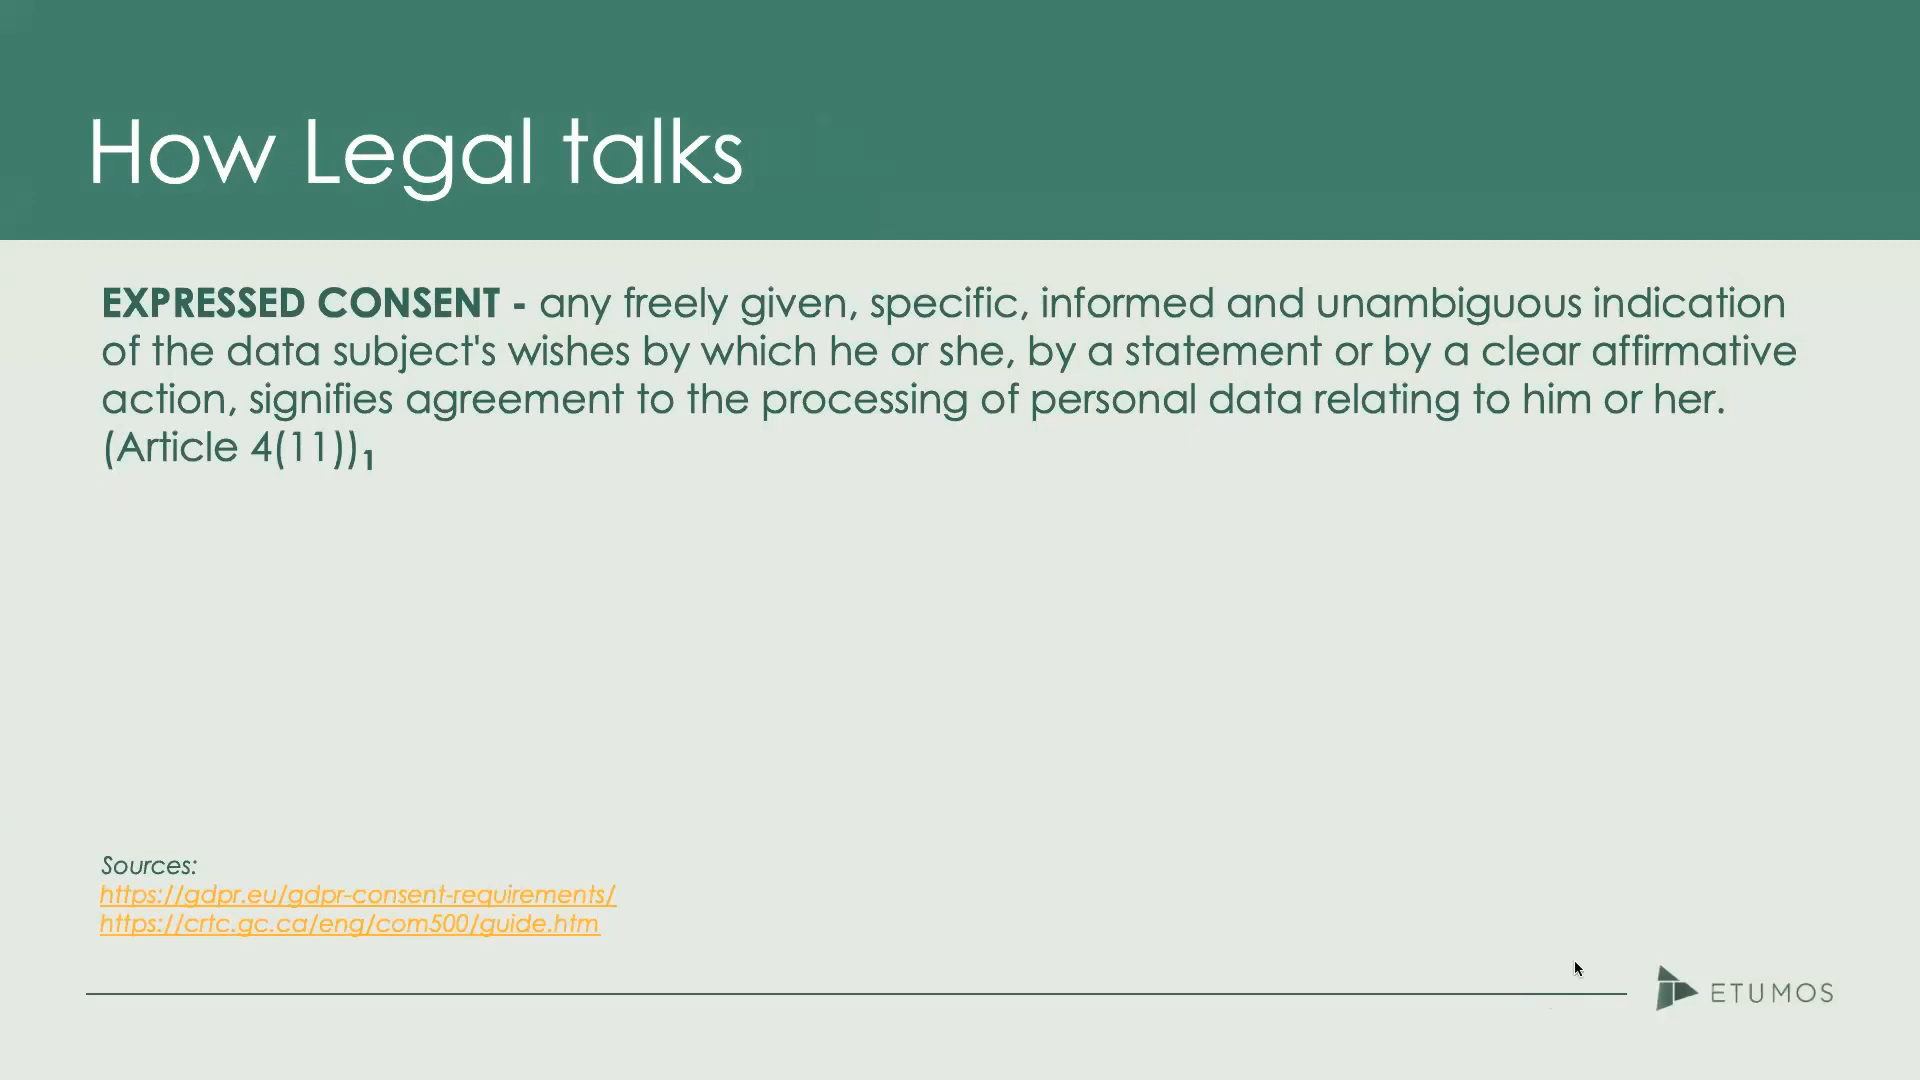 How Legal talks
EXPRESSED CONSENT - any freely given, specific, informed and unambiguous indication
of the data subject's wishes by which he or she, by a statement or by a clear affirmative
action, signifies agreement to the processing of personal data relating to him or her.
(Article 4(11))1
Sources:
https://gdpr.eu/gdpr-consent-requirements/
https://crtc.gc.ca/eng/com500/guide.htm
ETUMOS